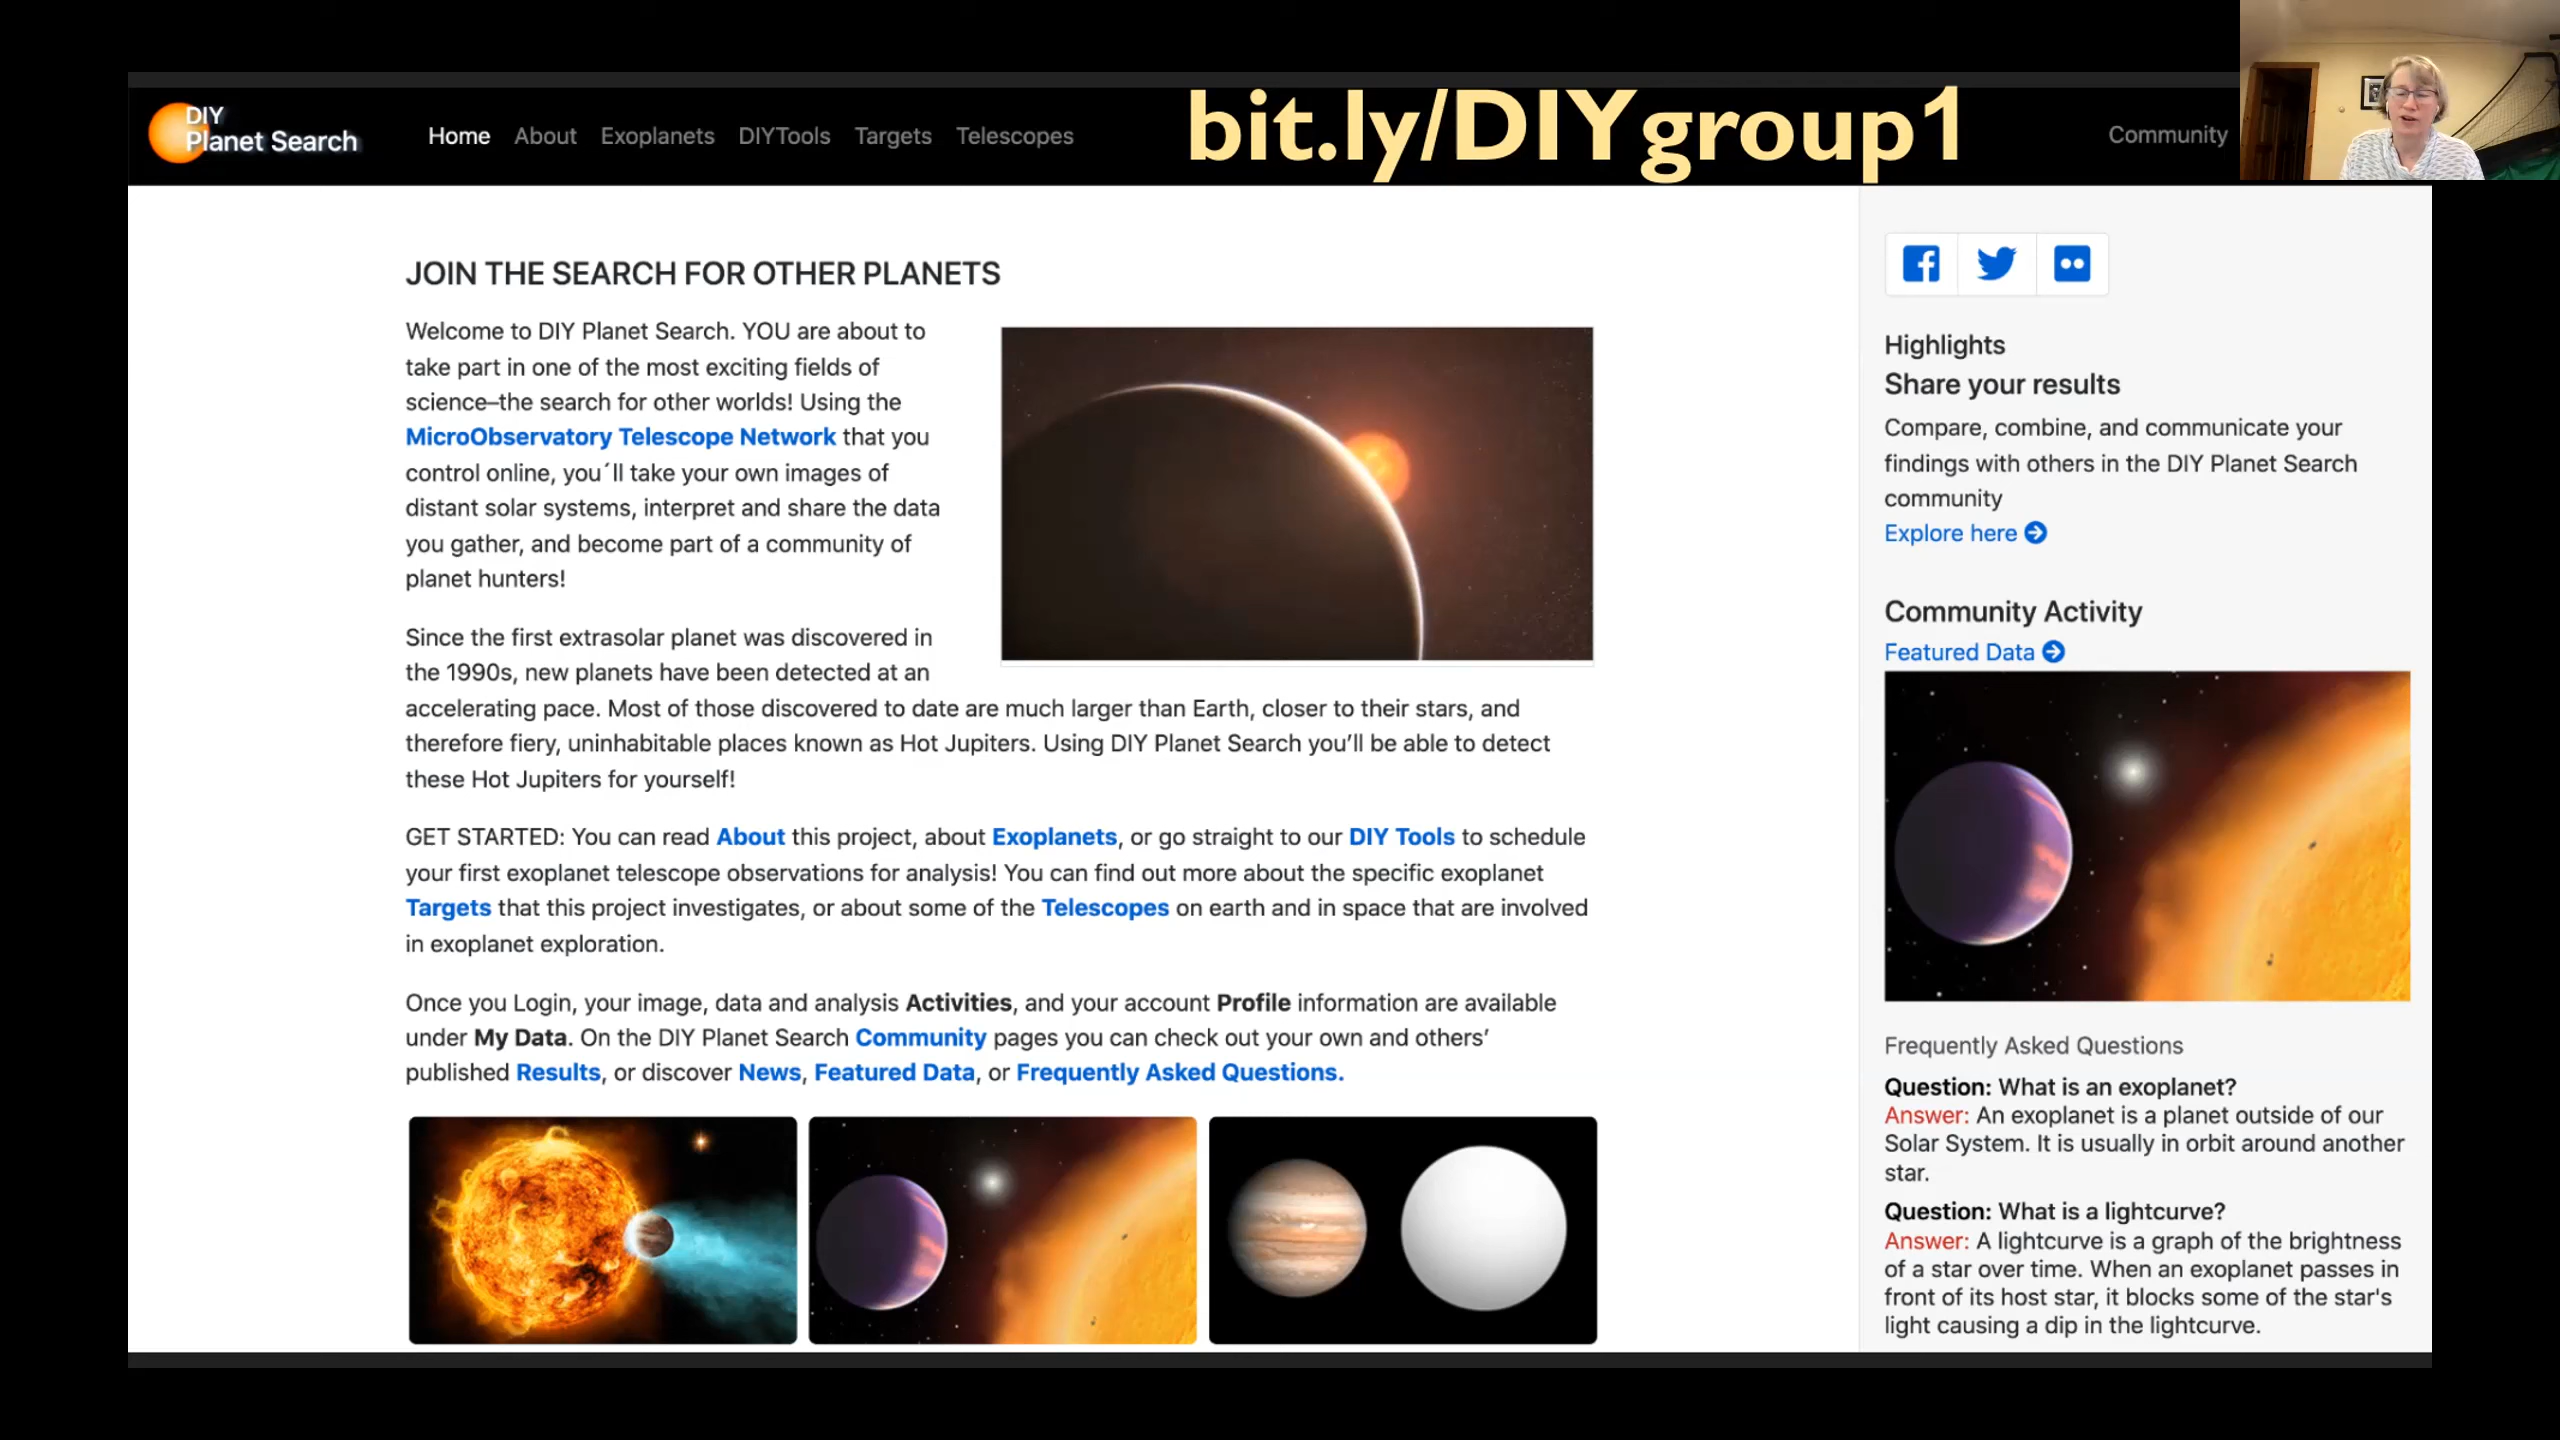 DIY
Planet Search
Home About Exoplanets DIYTools Targets Telescopes
bit.ly/DIYgroup1
Community
JOIN THE SEARCH FOR OTHER PLANETS
Welcome to DIY Planet Search. YOU are about to
take part in one of the most exciting fields of
science–the search for other worlds! Using the
MicroObservatory Telescope Network that you
control online, you´ll take your own images of
distant solar systems, interpret and share the data
you gather, and become part of a community of
planet hunters!
Since the first extrasolar planet was discovered in
the 1990s, new planets have been detected at an
accelerating pace. Most of those discovered to date are much larger than Earth, closer to their stars, and
therefore fiery, uninhabitable places known as Hot Jupiters. Using DIY Planet Search you’ll be able to detect
these Hot Jupiters for yourself!
GET STARTED: You can read About this project, about Exoplanets, or go straight to our DIY Tools to schedule
your first exoplanet telescope observations for analysis! You can find out more about the specific exoplanet
Targets that this project investigates, or about some of the Telescopes on earth and in space that are involved
in exoplanet exploration.
Once you Login, your image, data and analysis Activities, and your account Profile information are available
under My Data. On the DIY Planet Search Community pages you can check out your own and others’
published Results, or discover News, Featured Data, or Frequently Asked Questions.
Highlights
Share your results
Compare, combine, and communicate your
findings with others in the DIY Planet Search
community
Explore here
Community Activity
Featured Data
Frequently Asked Questions
Question: What is an exoplanet?
Answer: An exoplanet is a planet outside of our
Solar System. It is usually in orbit around another
star.
Question: What is a lightcurve?
Answer: A lightcurve is a graph of the brightness
of a star over time. When an exoplanet passes in
front of its host star, it blocks some of the star's
light causing a dip in the lightcurve.